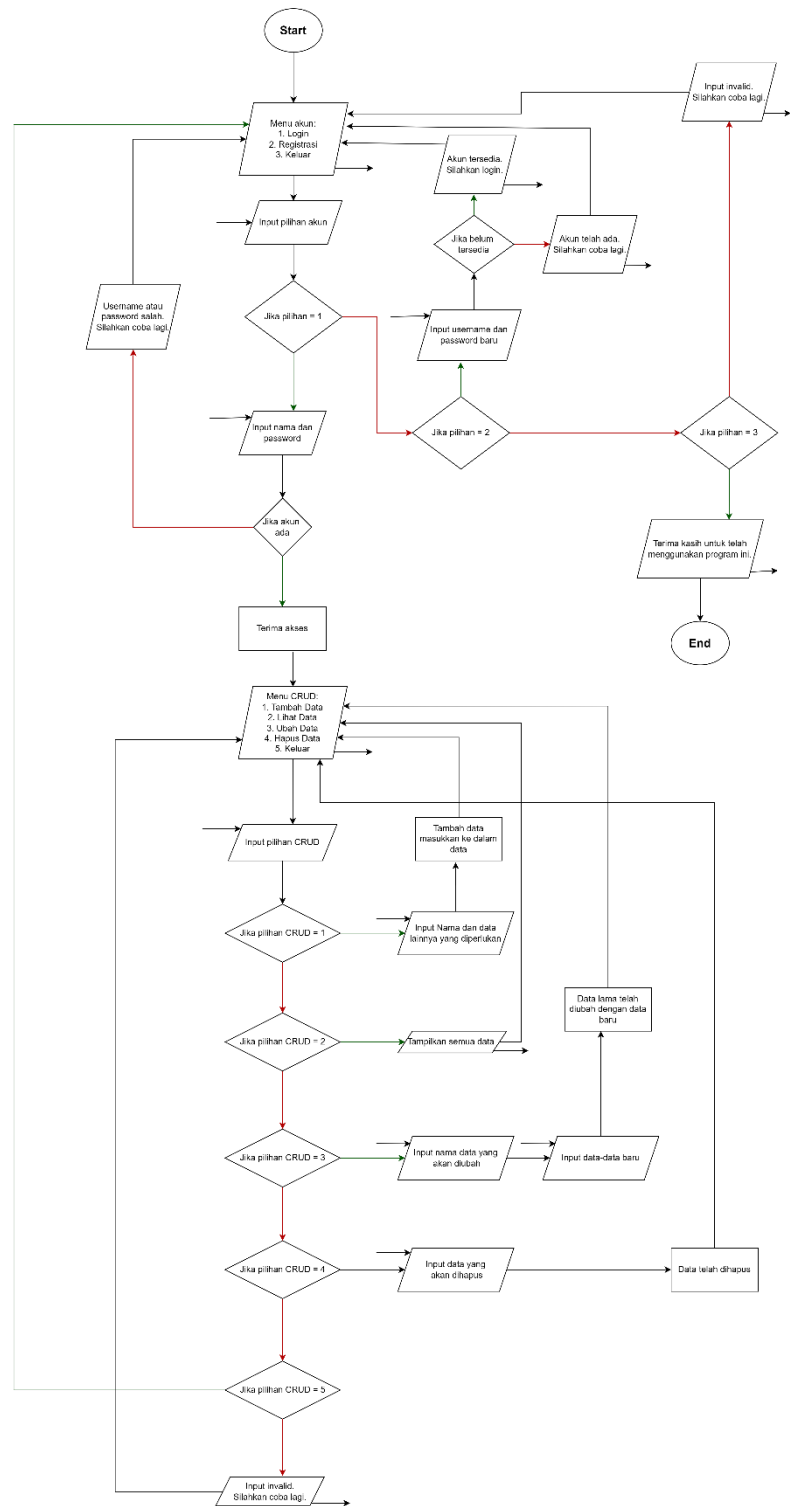 Start
Input invalid.
Silahkan coba lagi.
Menu akun:
1. Login
2. Registrasi
3. Keluar
Akun tersedia.
Silahkan login.
Input pilihan akun
Jika belum
tersedia
Akun telah ada.
Silahkan coba lagi.
Username atau
password salah.
Silahkan coba lagi.
Jika pilihan = 1
Input username dan
password baru
Input nama dan
password
Jika pilihan = 2
Jika pilihan = 3
Jika akun
ada
Terima kasih untuk telah
menggunakan program ini.
Terima akses
End
Menu CRUD:
1. Tambah Data
2. Lihat Data
3. Ubah Data
4. Hapus Data
5. Keluar
Input pilihan CRUD
Tambah data
masukkan ke dalam
data
Jika pilihan CRUD = 1
Input Nama dan data
lainnya yang diperlukan
Data lama telah
diubah dengan data
baru
Jika pilihan CRUD = 2
Tampilkan semua data
Jika pilihan CRUD = 3
Input nama data yang
akan diubah
Input data-data baru
Jika pilihan CRUD = 4
Input data yang
akan dihapus
Data telah dihapus
Jika pilihan CRUD = 5
Input invalid.
Silahkan coba lagi.